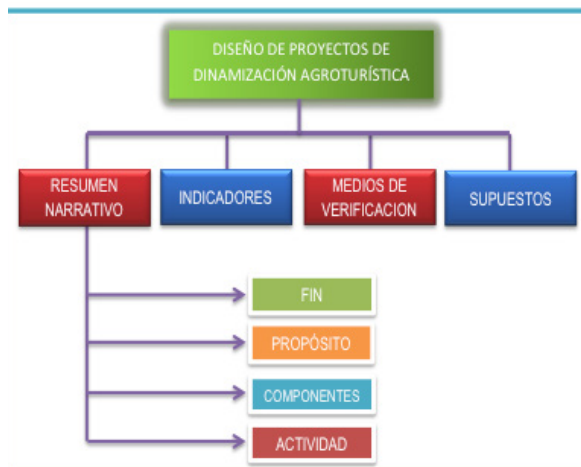 DISEÑO DE PROYECTOS DE
DINAMIZACIÓN AGROTURÍSTICA
RESUMEN
NARRATIVO
INDICADORES
MEDIOS DE
VERIFICACION
SUPUESTOS
FIN
PROPÓSITO
COMPONENTES
ACTIVIDAD